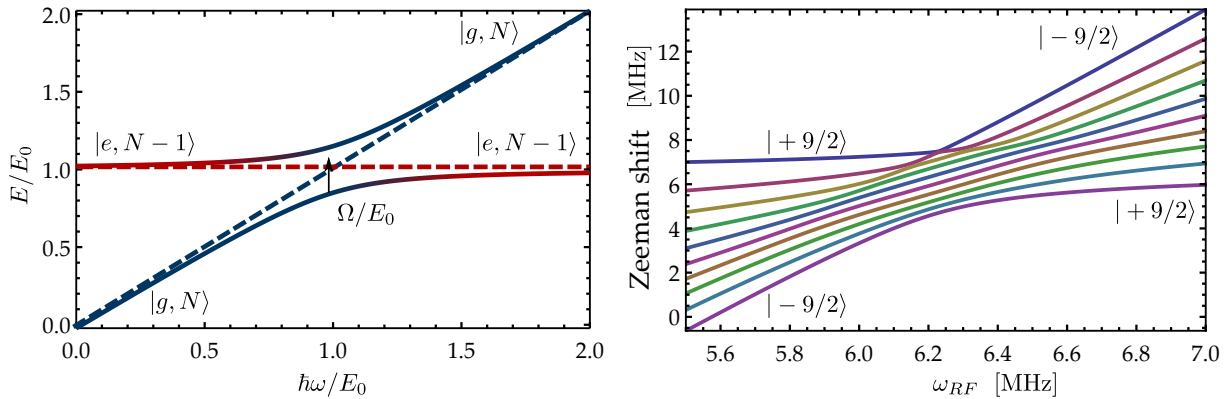 2.0
1.5
1.0
0.5
0.0
E/E₀
|g, N⟩
|e, N − 1⟩
|e, N − 1⟩
Ω/E₀
|g, N⟩
0.0 0.5 1.0 1.5 2.0
ħω/E₀
12
10
8
6
4
2
0
Zeeman shift [MHz]
| − 9/2⟩
| + 9/2⟩
| + 9/2⟩
| − 9/2⟩
5.6 5.8 6.0 6.2 6.4 6.6 6.8 7.0
ω_RF [MHz]